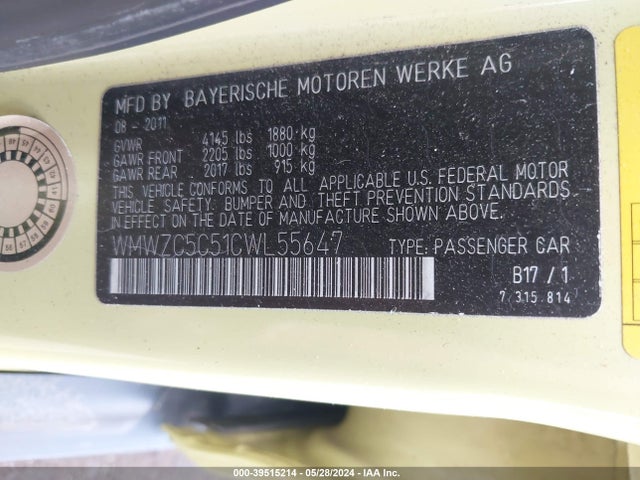 MFD BY BAYERISCHE MOTOREN WERKE AG
08 - 2011
GVWR 4145 lbs 1880 kg
GAWR FRONT 2205 lbs 1000 kg
GAWR REAR 2017 lbs 915 kg
THIS VEHICLE CONFORMS TO ALL APPLICABLE U.S. FEDERAL MOTOR
VEHICLE SAFETY, BUMPER, AND THEFT PREVENTION STANDARDS
IN EFFECT ON THE DATE OF MANUFACTURE SHOWN ABOVE.
WMWZC5C51CWL55647 TYPE: PASSENGER CAR
B17 / 1
7 315 814
000-39515214 - 05/28/2024 - IAA Inc.